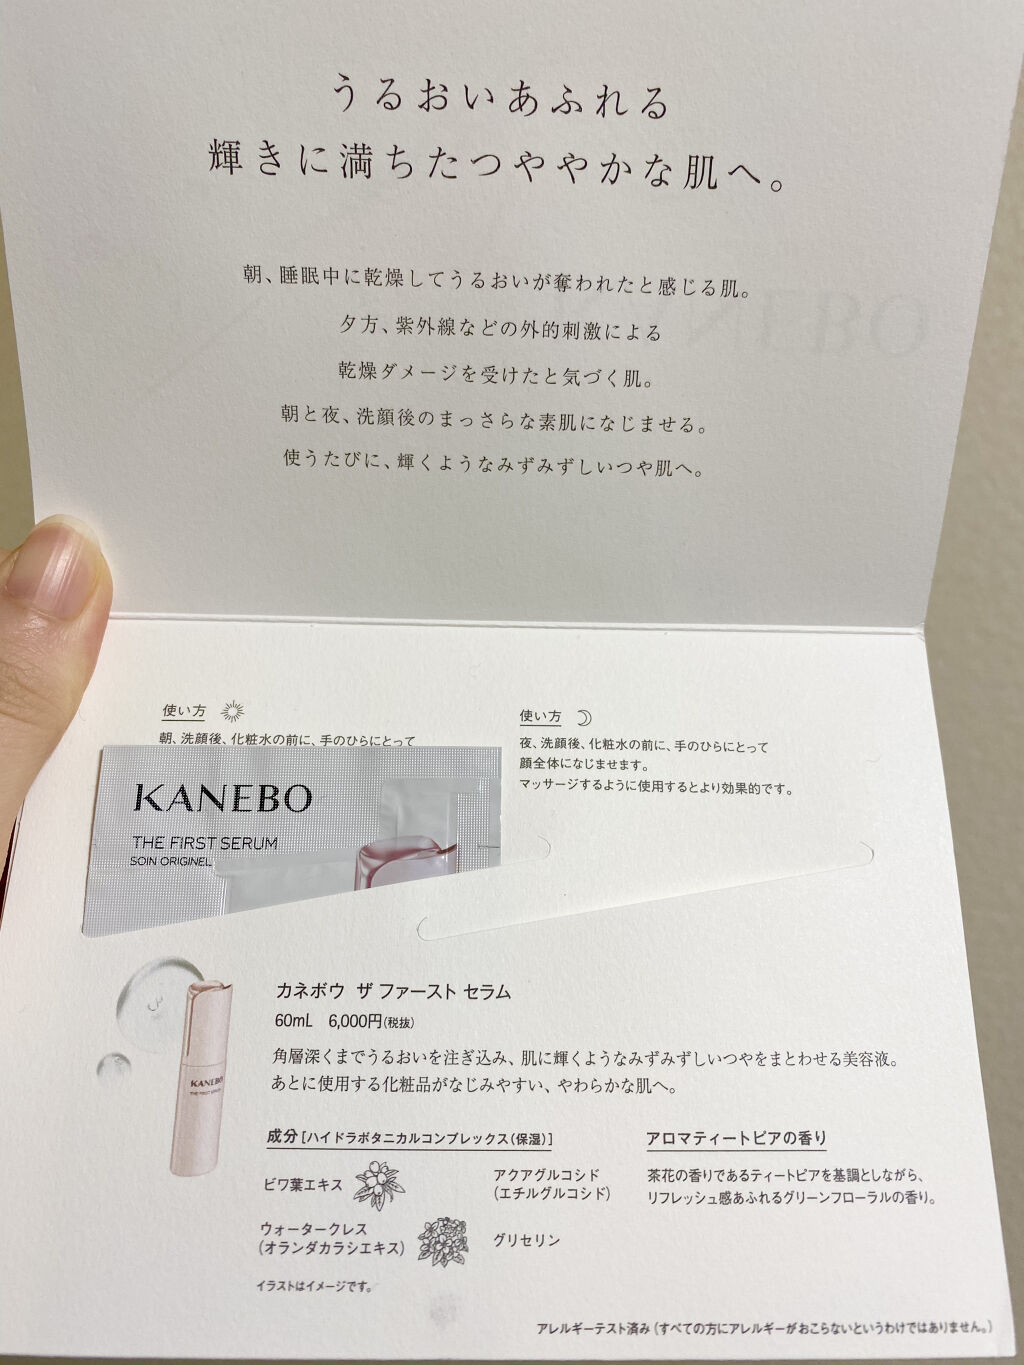 うるおいあふれる
輝きに満ちたつややかな肌へ。
朝、睡眠中に乾燥してうるおいが奪われたと感じる肌。
夕方、紫外線などの外的刺激による
乾燥ダメージを受けたと気づく肌。
朝と夜、洗顔後のまっさらな素肌になじませる。
使うたびに、輝くようなみずみずしいつや肌へ。
使い方
朝、洗顔後、化粧水の前に、手のひらにとって
使い方
夜、洗顔後、化粧水の前に、手のひらにとって
顔全体になじませます。
マッサージするように使用するとより効果的です。
KANEBO
THE FIRST SERUM
SOIN ORIGINEL
カネボウ ザ ファースト セラム
60mL 6,000円(税抜)
角層深くまでうるおいを注ぎ込み、肌に輝くようなみずみずしいつやをまとわせる美容液。
あとに使用する化粧品がなじみやすい、やわらかな肌へ。
KANEBO
THE FIRST SERUM
成分[ハイドラボタニカルコンプレックス(保湿)]
ビワ葉エキス
アクアグルコシド
(エチルグルコシド)
ウォータークレス
(オランダカラシエキス)
グリセリン
イラストはイメージです。
アロマティートピアの香り
茶花の香りであるティートピアを基調としながら、
リフレッシュ感あふれるグリーンフローラルの香り。
アレルギーテスト済み(すべての方にアレルギーがおこらないというわけではありません。)